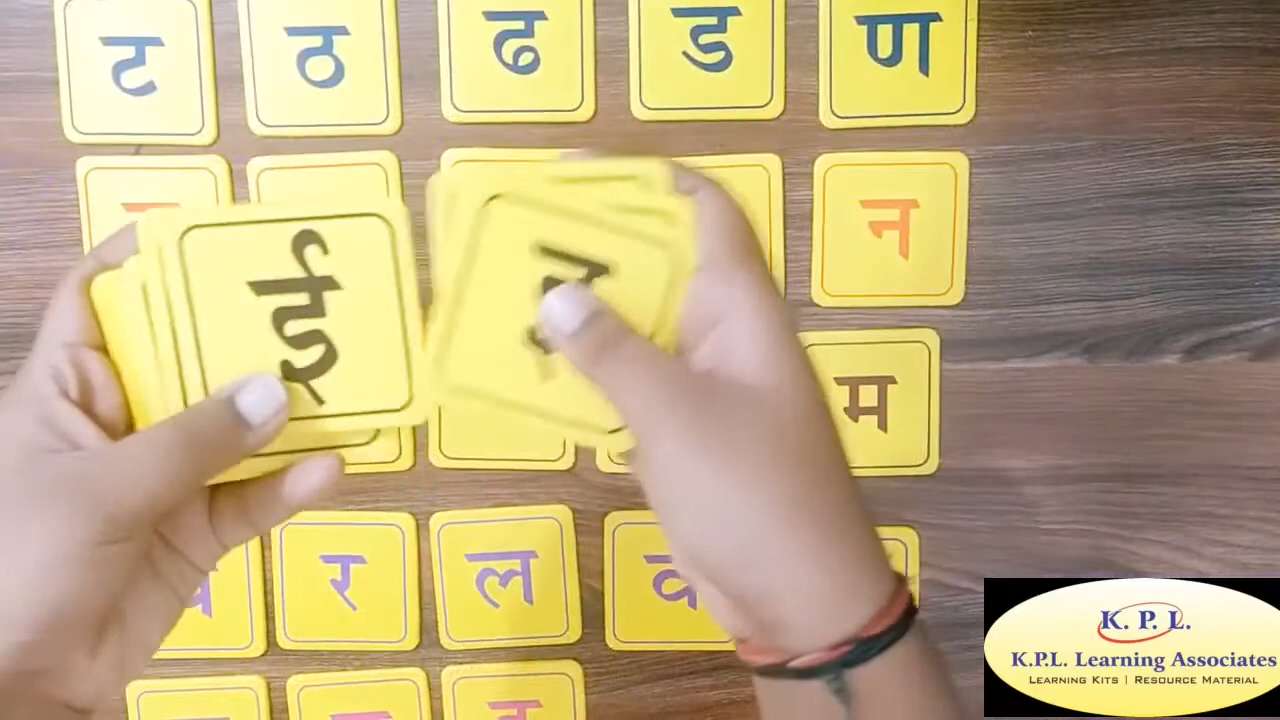 ट ठ ढ ड ण
न
ई
म
र ल व
K. P. L.
K.P.L. Learning Associates
LEARNING KITS | RESOURCE MATERIAL